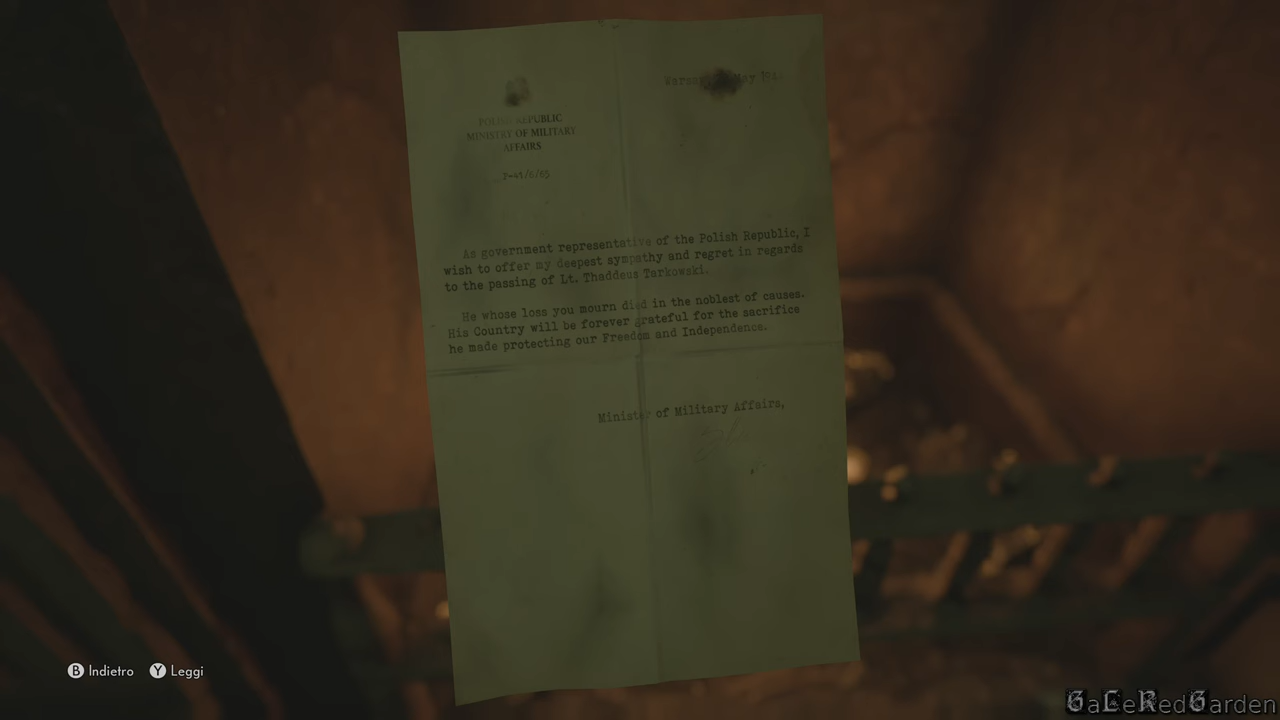 May
POLISH REPUBLIC
MINISTRY OF MILITARY
AFFAIRS
As government representative of the Polish Republic, I
wish to offer my deepest sympathy and regret in regards
to the passing of Lt. Thaddeus Tarkowski.
He whose loss you mourn died in the noblest of causes.
His Country will be forever grateful for the sacrifice
he made protecting our Freedom and Independence.
Minister of Military Affairs,
B Indietro Y Leggi